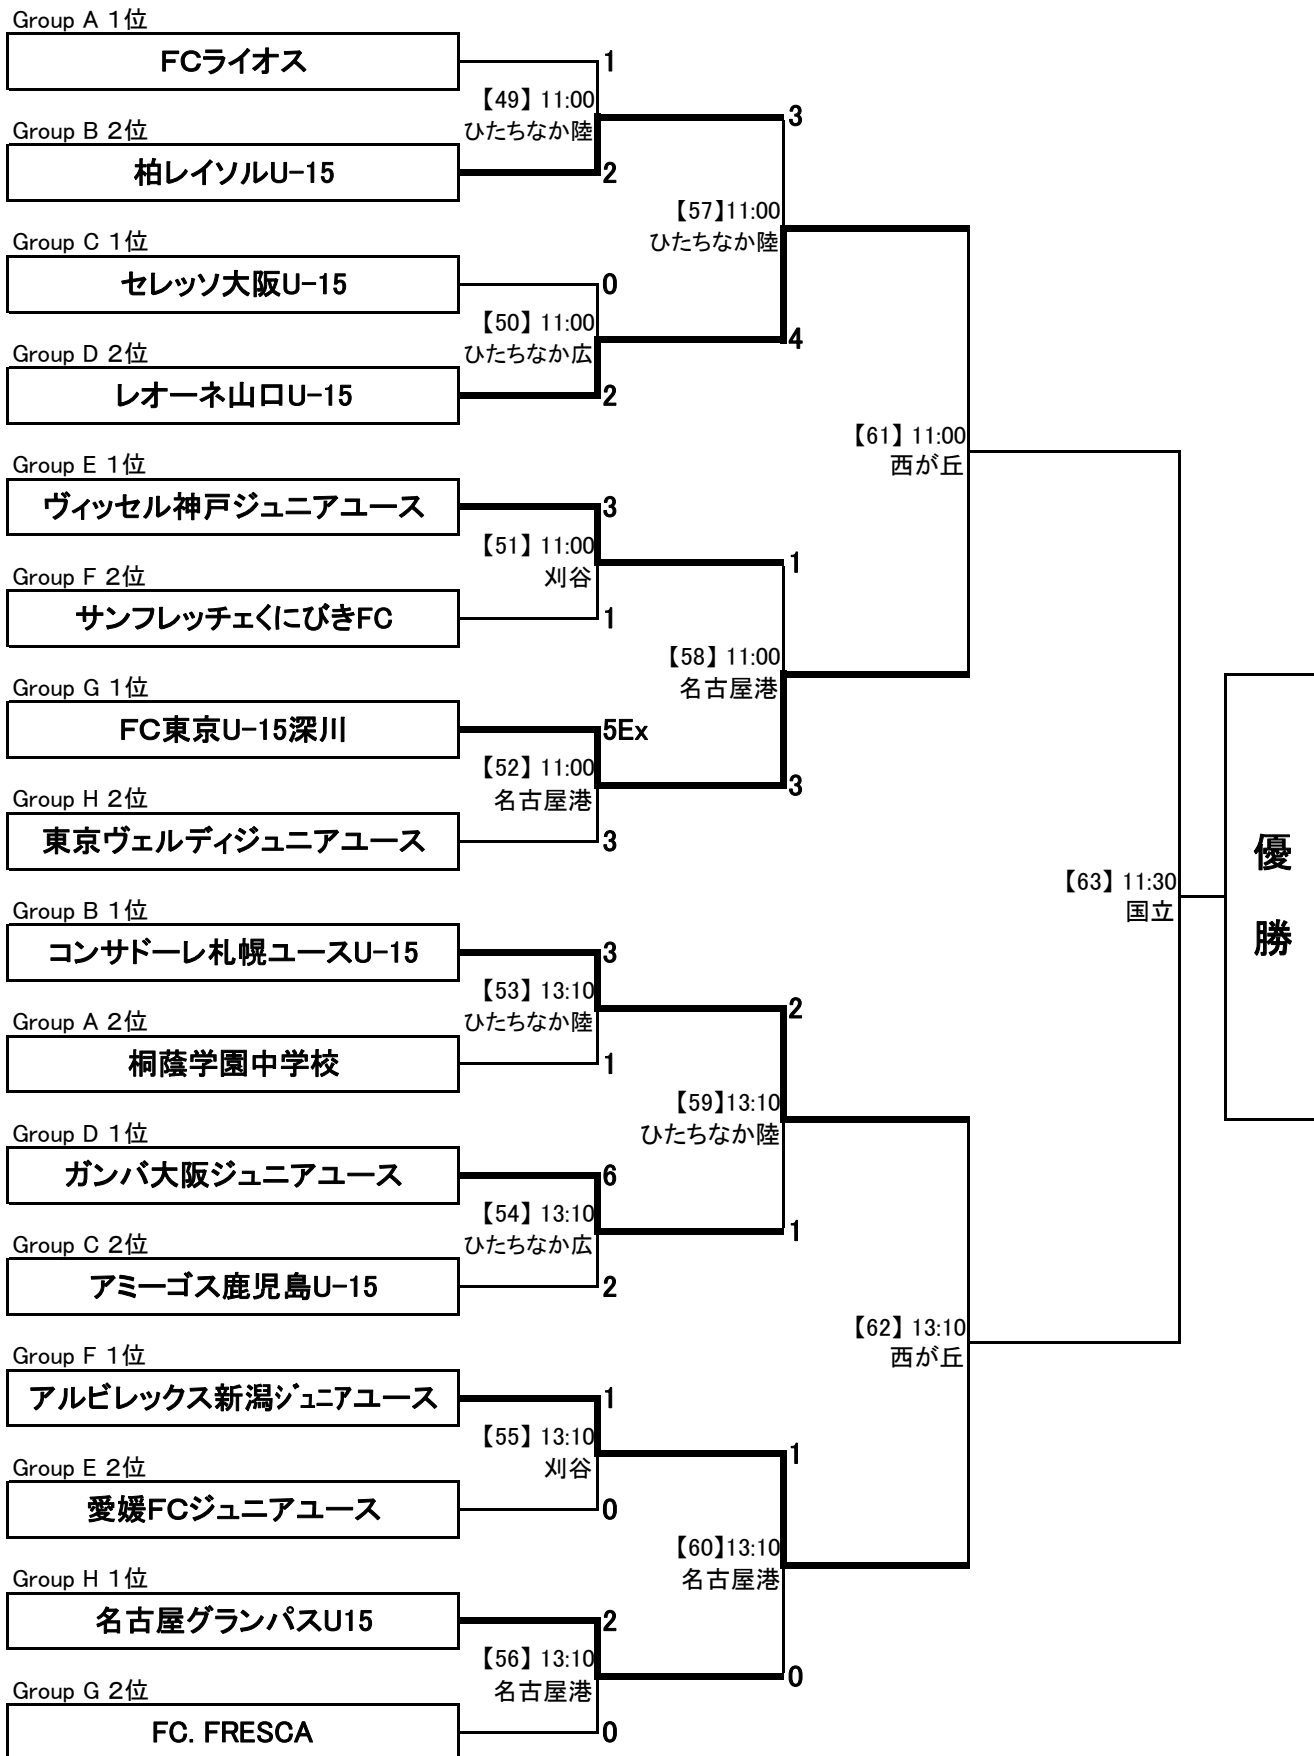 Group A 1位
FCライオス
1
【49】 11:00
ひたちなか陸
3
Group B 2位
柏レイソルU-15
2
【57】11:00
ひたちなか陸
Group C 1位
セレッソ大阪U-15
0
【50】 11:00
ひたちなか広
4
Group D 2位
レオーネ山口U-15
2
【61】 11:00
西が丘
Group E 1位
ヴィッセル神戸ジュニアユース
3
【51】 11:00
刈谷
1
Group F 2位
サンフレッチェくにびきFC
1
【58】 11:00
名古屋港
Group G 1位
FC東京U-15深川
5Ex
【52】 11:00
名古屋港
3
Group H 2位
東京ヴェルディジュニアユース
3
【63】 11:30
国立
優
勝
Group B 1位
コンサドーレ札幌ユースU-15
3
【53】 13:10
ひたちなか陸
2
Group A 2位
桐蔭学園中学校
1
【59】13:10
ひたちなか陸
Group D 1位
ガンバ大阪ジュニアユース
6
【54】 13:10
ひたちなか広
1
Group C 2位
アミーゴス鹿児島U-15
2
【62】 13:10
西が丘
Group F 1位
アルビレックス新潟ジュニアユース
1
【55】 13:10
刈谷
1
Group E 2位
愛媛FCジュニアユース
0
【60】13:10
名古屋港
Group H 1位
名古屋グランパスU15
2
【56】 13:10
名古屋港
0
Group G 2位
FC. FRESCA
0